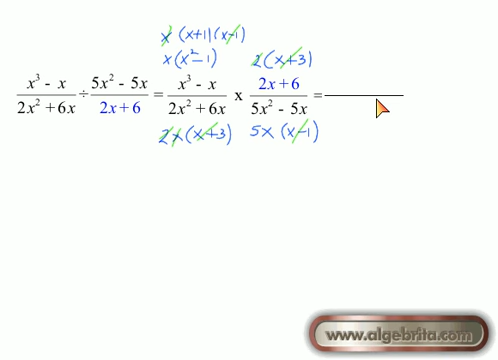 x (x+1)(x-1)
x(x² - 1) 2(x+3)
x³ - x / 2x² + 6x ÷ 5x² - 5x / 2x + 6 = x³ - x / 2x² + 6x x 2x + 6 / 5x² - 5x =
2x(x+3) 5x (x-1)
www.algebrita.com